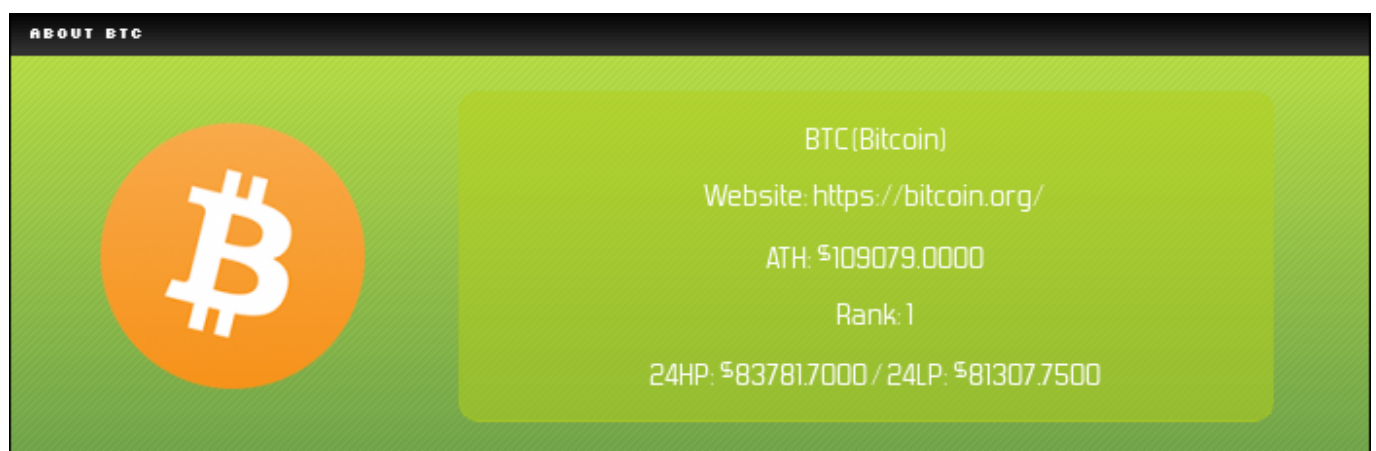 ABOUT BTC
BTC(Bitcoin)
Website: https://bitcoin.org/
ATH: $109079.0000
Rank: 1
24HP: $83781.7000 / 24LP: $81307.7500